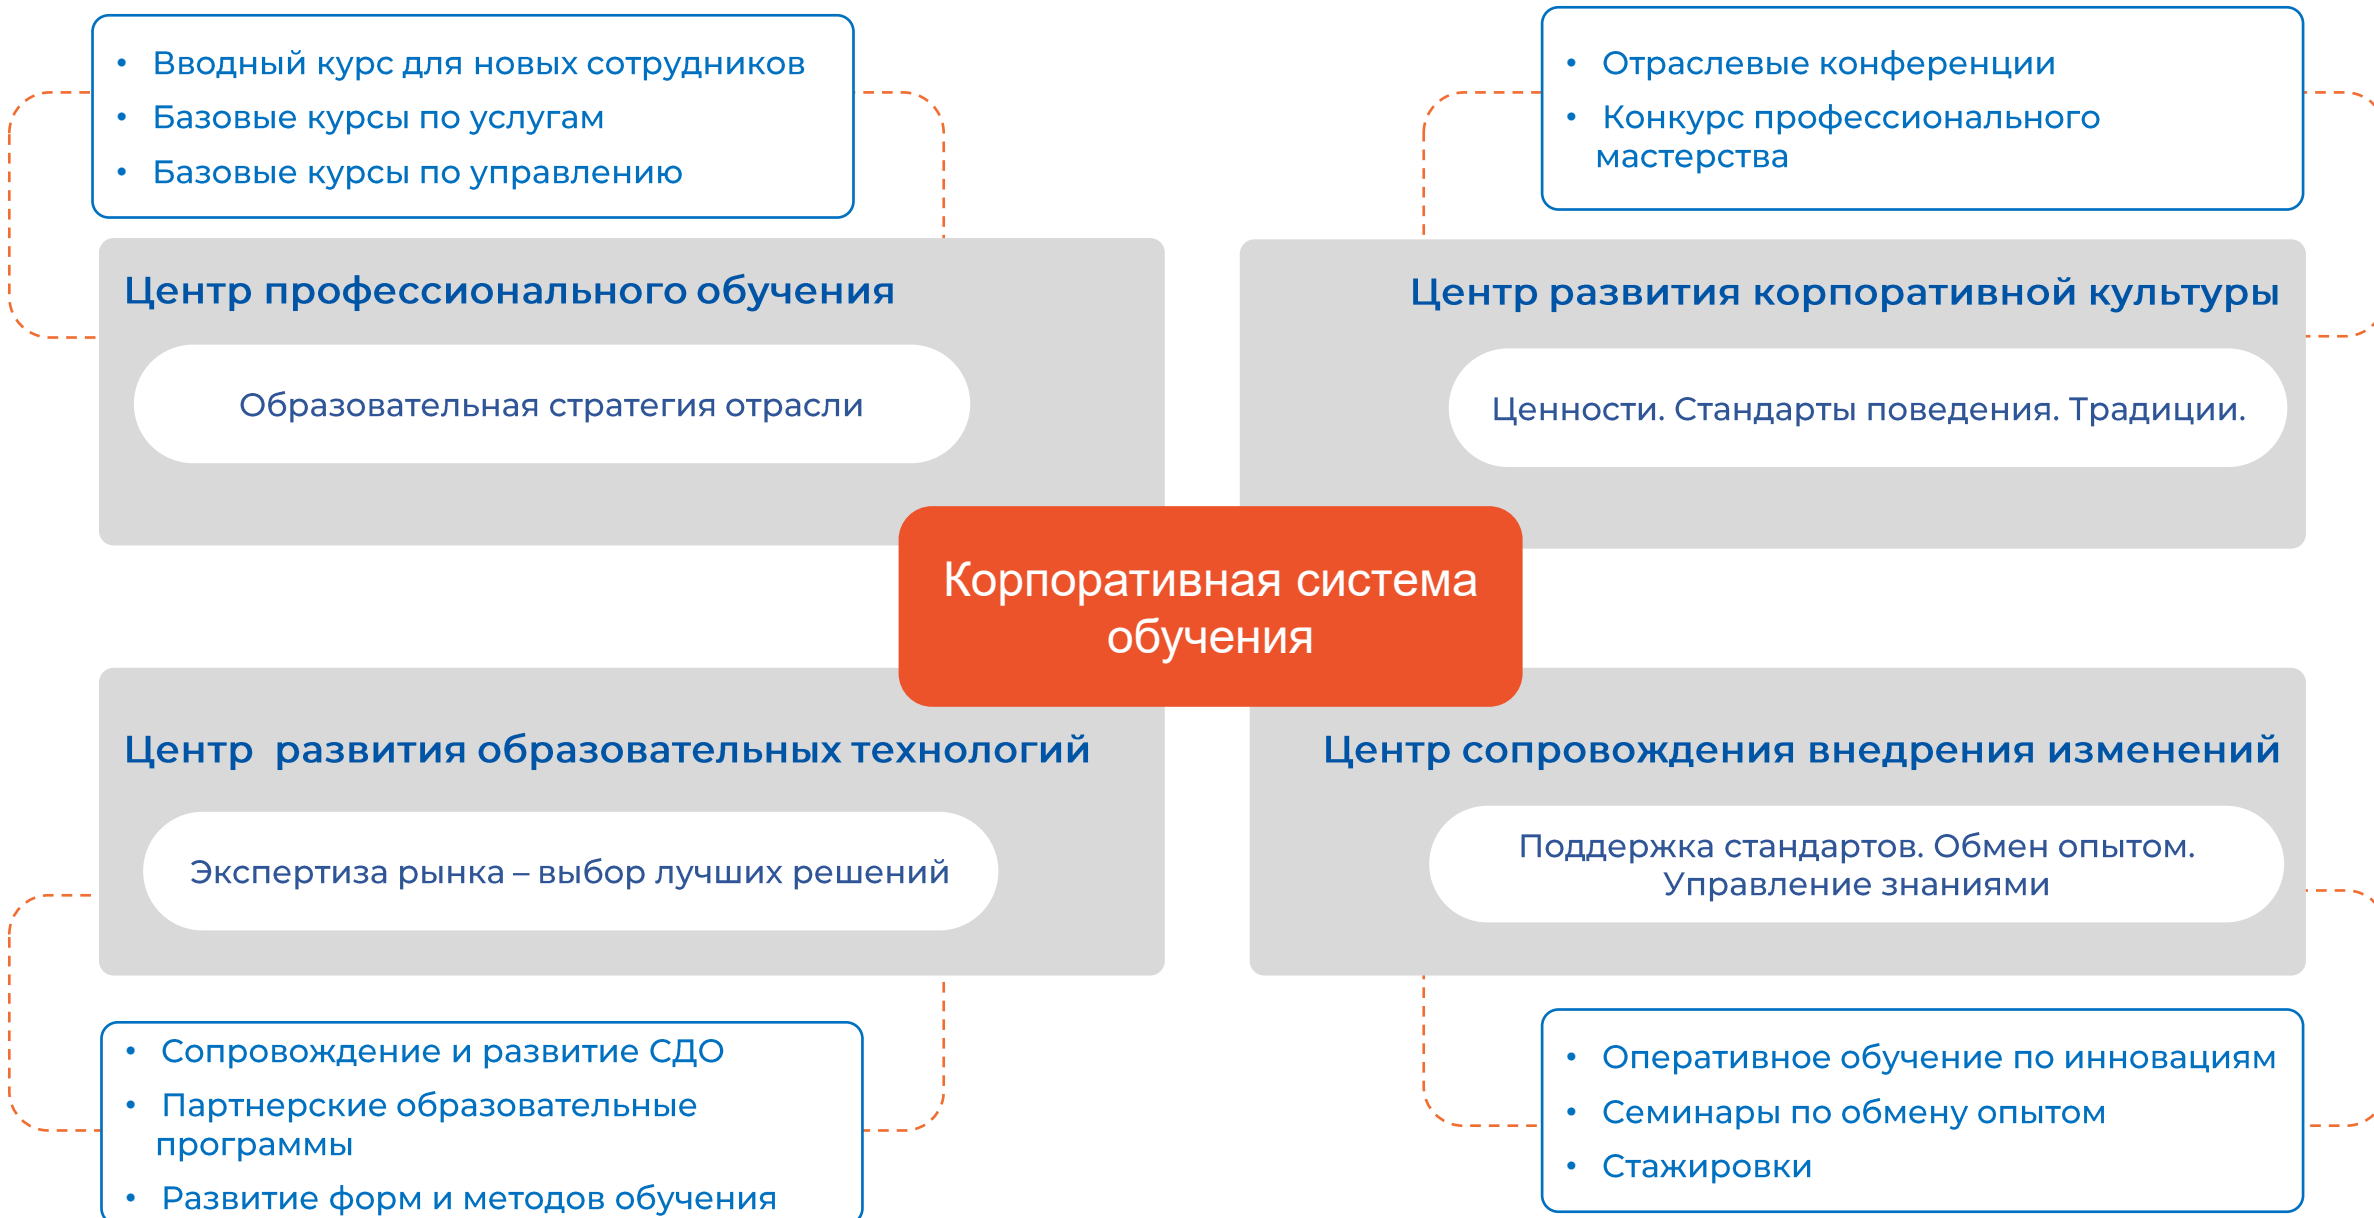 • Вводный курс для новых сотрудников
• Базовые курсы по услугам
• Базовые курсы по управлению
Центр профессионального обучения
Образовательная стратегия отрасли
• Отраслевые конференции
• Конкурс профессионального
мастерства
Центр развития корпоративной культуры
Ценности. Стандарты поведения. Традиции.
Корпоративная система
обучения
Центр развития образовательных технологий
Экспертиза рынка – выбор лучших решений
• Сопровождение и развитие СДО
• Партнерские образовательные
программы
• Развитие форм и методов обучения
Центр сопровождения внедрения изменений
Поддержка стандартов. Обмен опытом.
Управление знаниями
• Оперативное обучение по инновациям
• Семинары по обмену опытом
• Стажировки